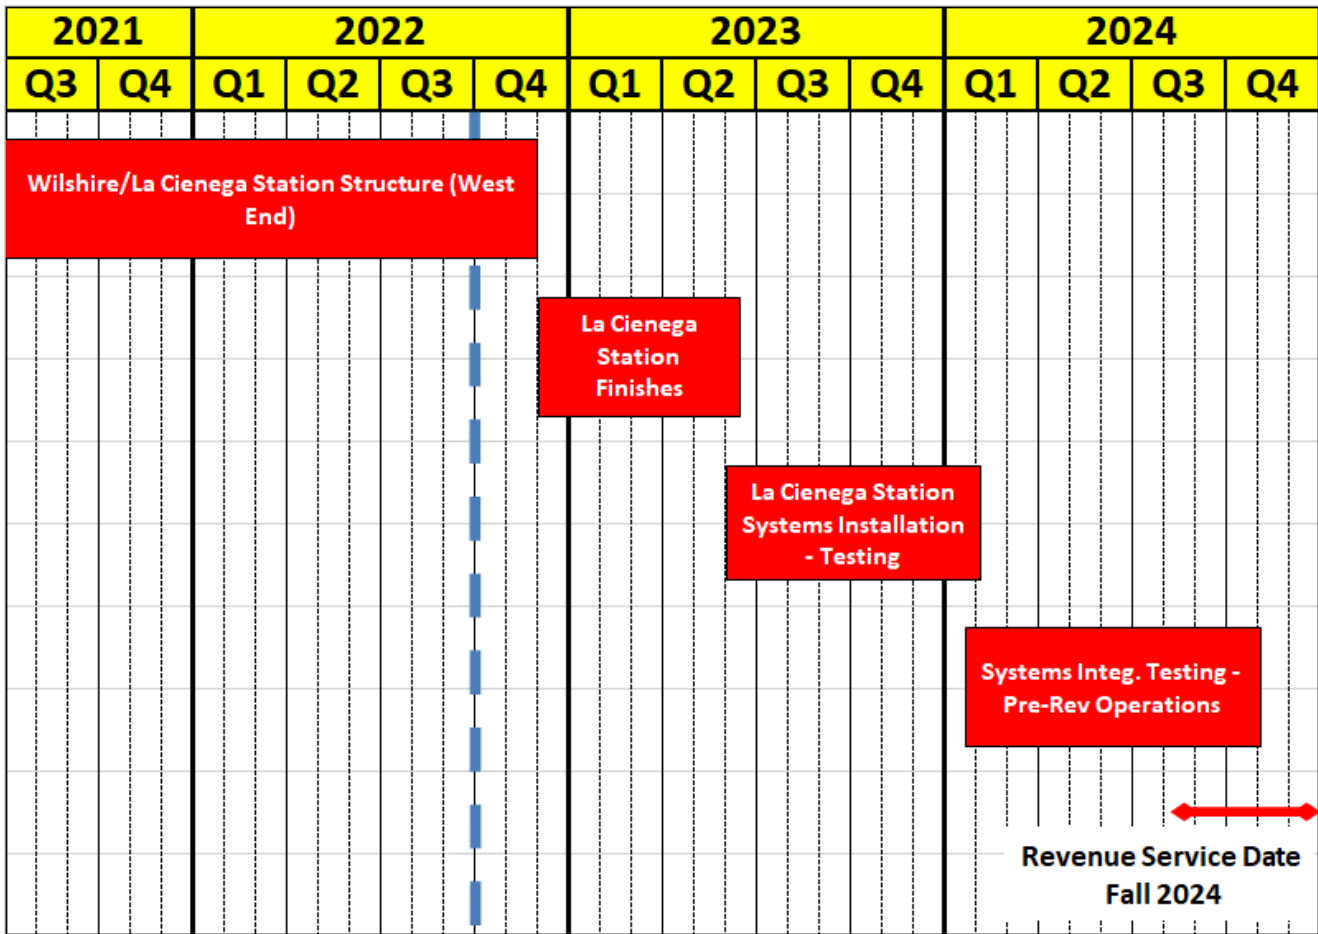 2021 2022 2023 2024
Q3 Q4 Q1 Q2 Q3 Q4 Q1 Q2 Q3 Q4 Q1 Q2 Q3 Q4
Wilshire/La Cienega Station Structure (West
End)
La Cienega
Station
Finishes
La Cienega Station
Systems Installation
- Testing
Systems Integ. Testing -
Pre-Rev Operations
Revenue Service Date
Fall 2024